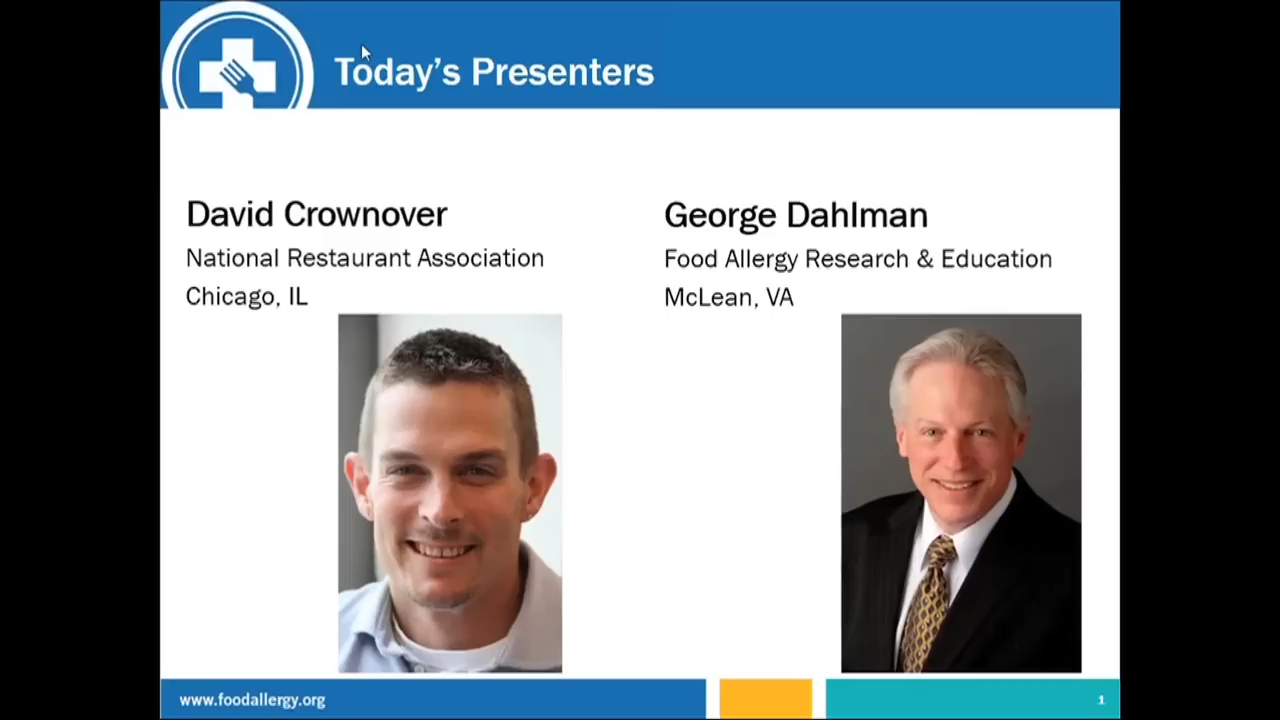 Today's Presenters
David Crownover
National Restaurant Association
Chicago, IL
George Dahlman
Food Allergy Research & Education
McLean, VA
www.foodallergy.org
1